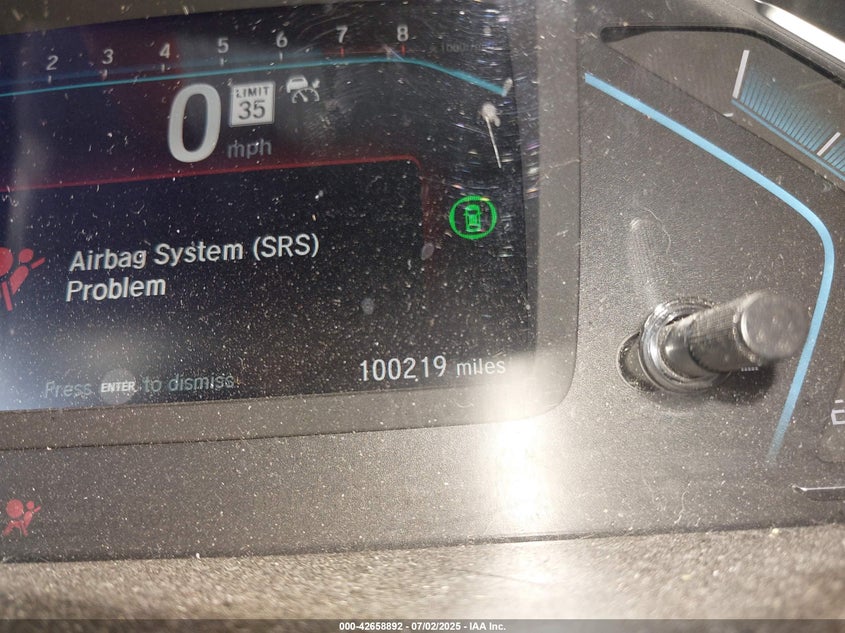 2 3 4 5 6 7 8
LIMIT
35
0
mph
Airbag System (SRS)
Problem
Press ENTER to dismiss
100219 miles
E
000-42658892 - 07/02/2025 - IAA Inc.